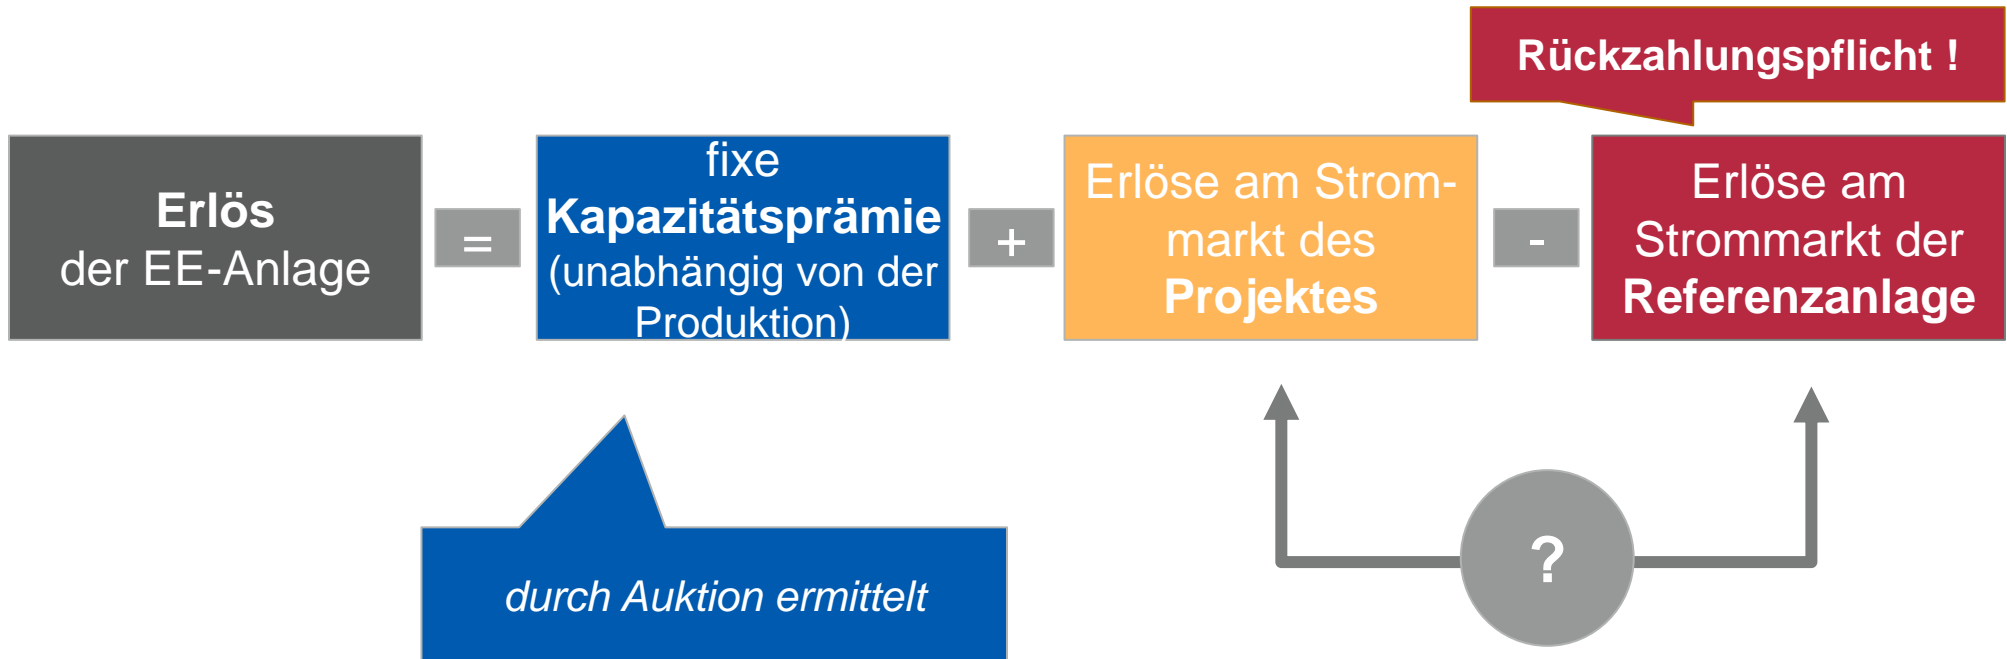 Rückzahlungspflicht !
Erlös
der EE-Anlage
=
fixe
Kapazitätsprämie
(unabhängig von der
Produktion)
+
Erlöse am Strom-
markt des
Projektes
-
Erlöse am
Strommarkt der
Referenzanlage
durch Auktion ermittelt
?